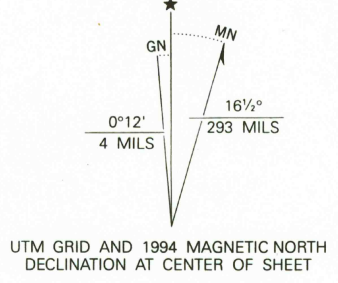 ★
GN
MN
0°12'
4 MILS
16½°
293 MILS
UTM GRID AND 1994 MAGNETIC NORTH
DECLINATION AT CENTER OF SHEET